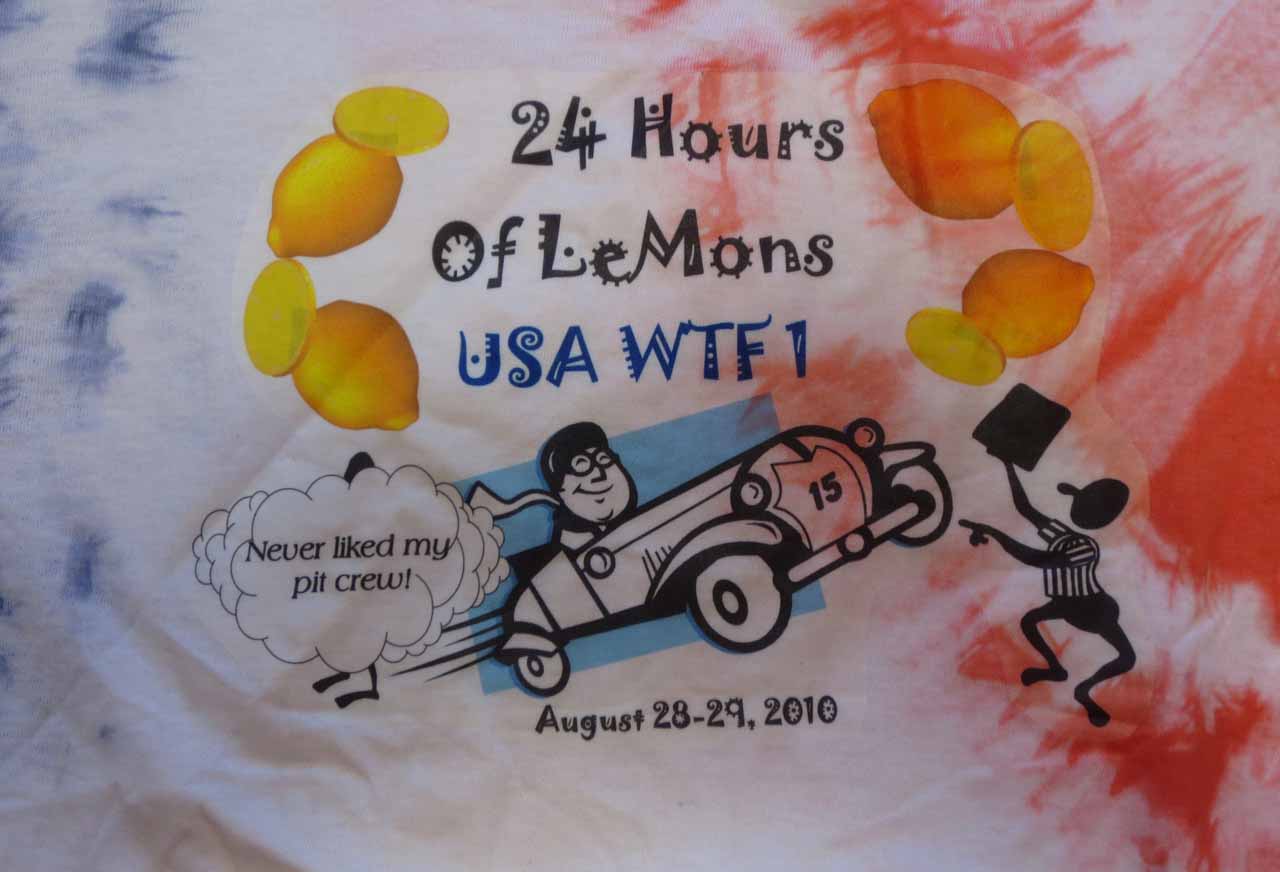 24 Hours
Of LeMons
USA WTF 1
Never liked my
pit crew!
15
August 28-29, 2010